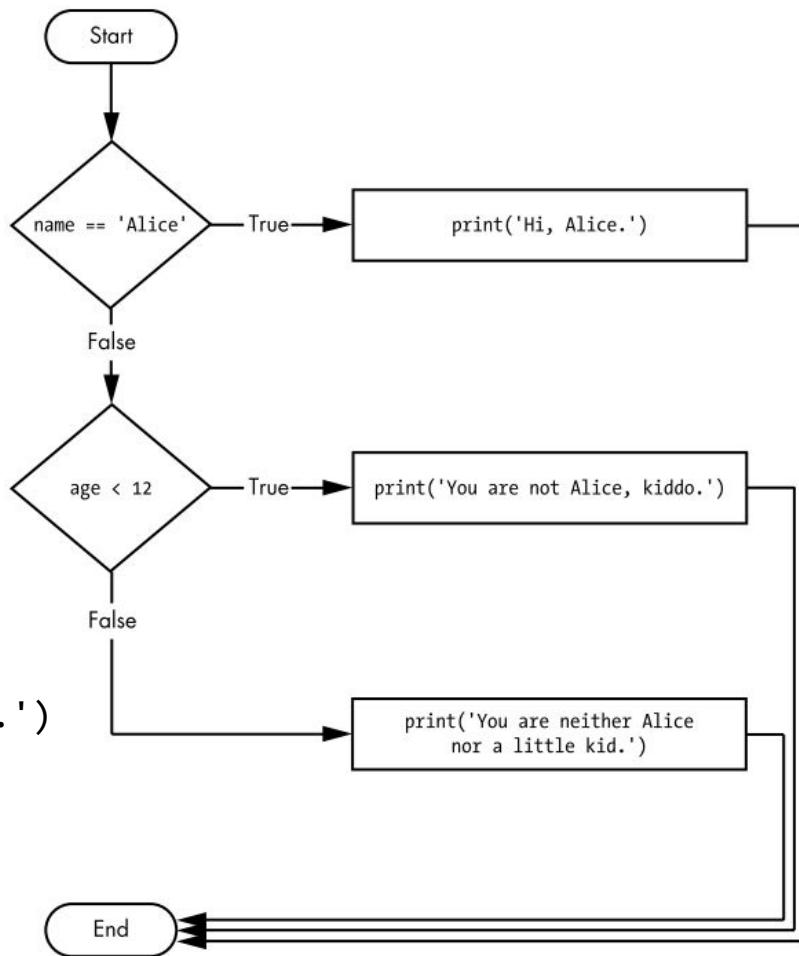 Start
name == 'Alice'
True
print('Hi, Alice.')
False
age < 12
True
print('You are not Alice, kiddo.')
False
.')
print('You are neither Alice
nor a little kid.')
End